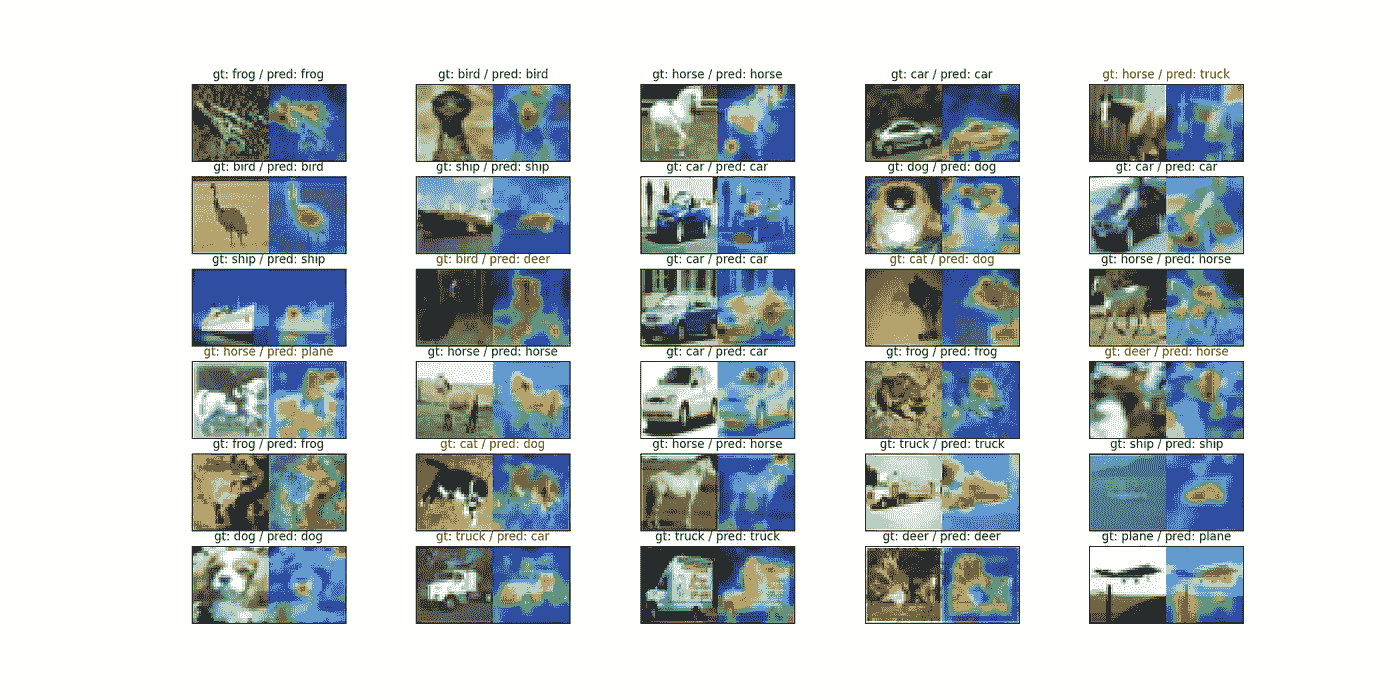 gt: frog / pred: frog
gt: bird / pred: bird
gt: horse / pred: horse
gt: car / pred: car
gt: horse / pred: truck
gt: bird / pred: bird
gt: ship / pred: ship
gt: car / pred: car
gt: dog / pred: dog
gt: car / pred: car
gt: ship / pred: ship
gt: bird / pred: deer
gt: car / pred: car
gt: cat / pred: dog
gt: horse / pred: horse
gt: horse / pred: plane
gt: horse / pred: horse
gt: car / pred: car
gt: frog / pred: frog
gt: deer / pred: horse
gt: frog / pred: frog
gt: cat / pred: dog
gt: horse / pred: horse
gt: truck / pred: truck
gt: ship / pred: ship
gt: dog / pred: dog
gt: truck / pred: car
gt: truck / pred: truck
gt: deer / pred: deer
gt: plane / pred: plane